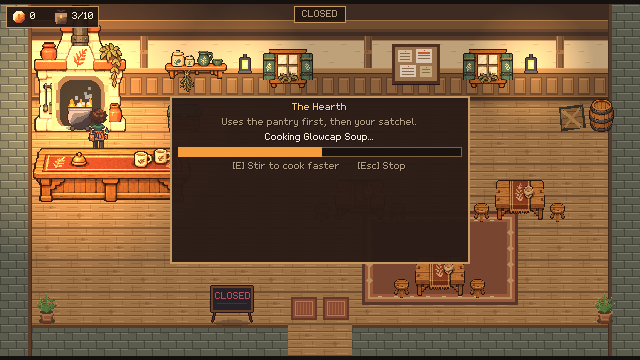 0
3/10
CLOSED
The Hearth
Uses the pantry first, then your satchel.
Cooking Glowcap Soup...
[E] Stir to cook faster [Esc] Stop
CLOSED